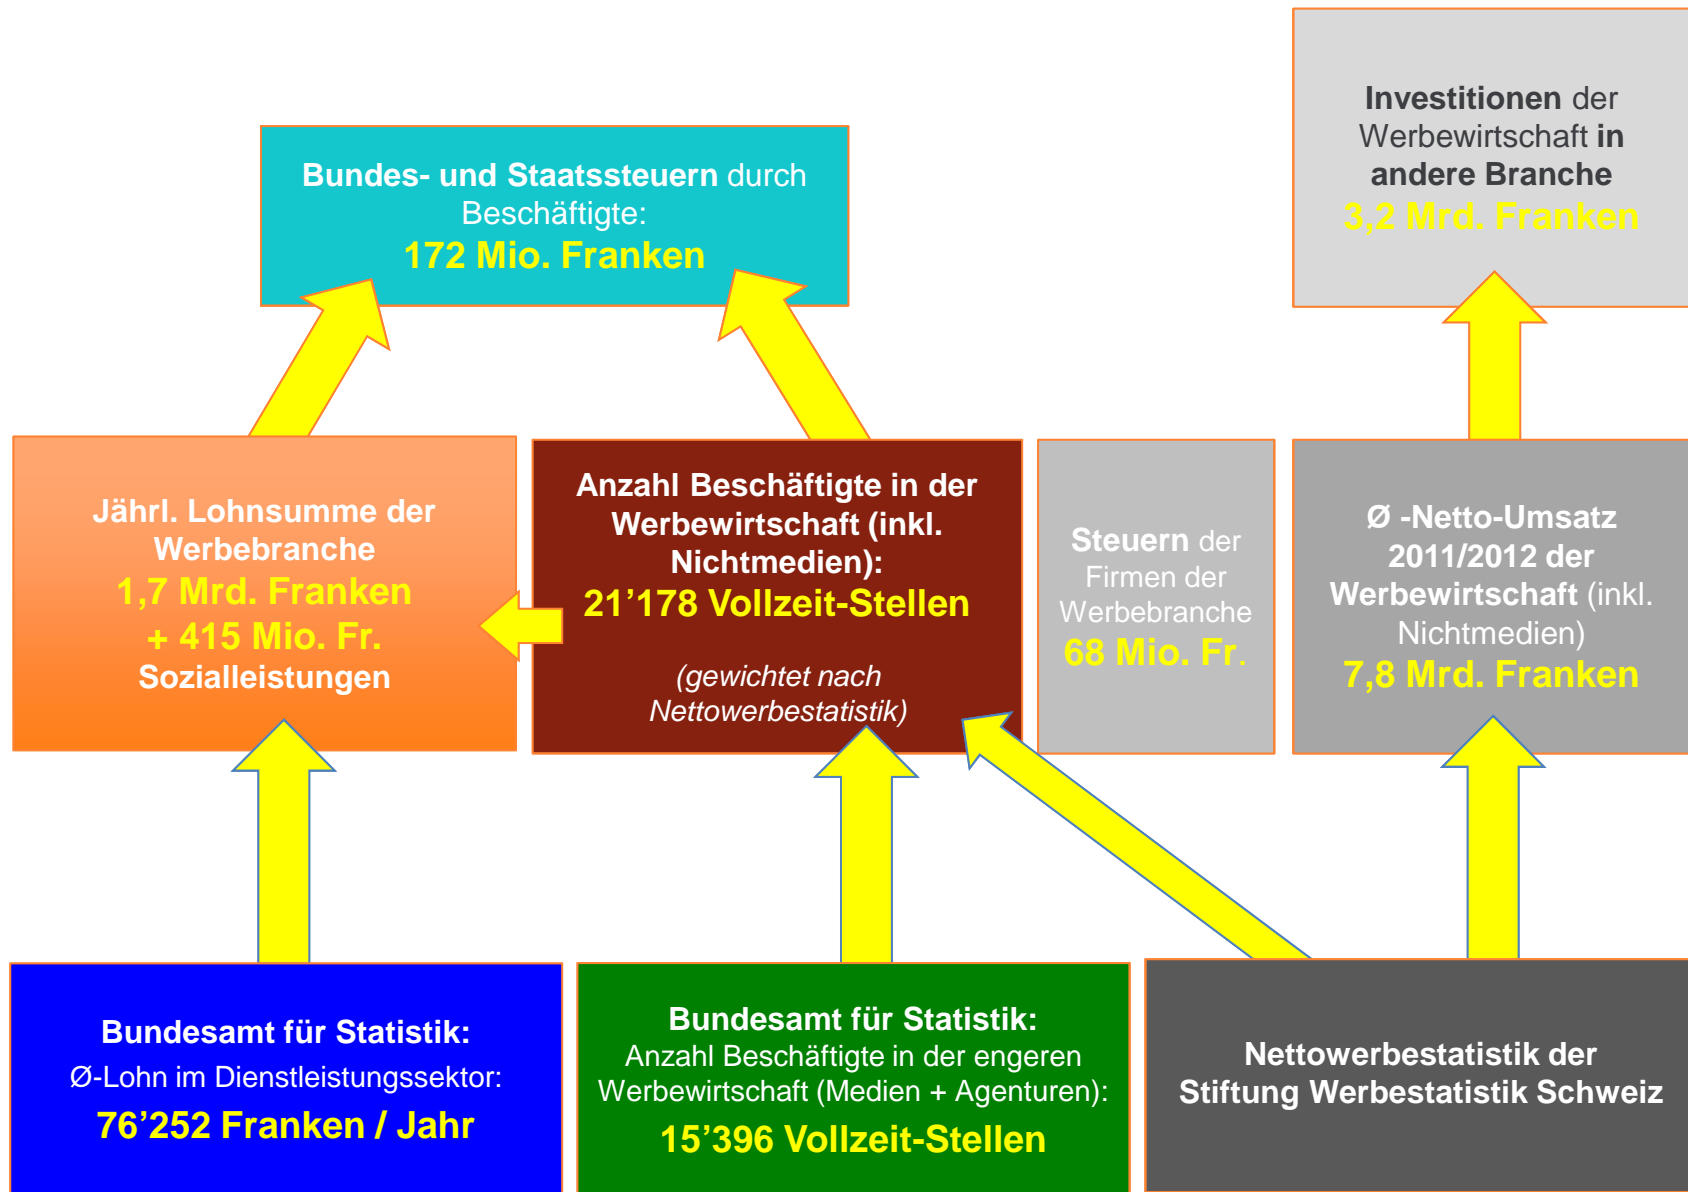 Bundes- und Staatssteuern durch
Beschäftigte:
172 Mio. Franken
Investitionen der
Werbewirtschaft in
andere Branche
3,2 Mrd. Franken
Jährl. Lohnsumme der
Werbebranche
1,7 Mrd. Franken
+ 415 Mio. Fr.
Sozialleistungen
Anzahl Beschäftigte in der
Werbewirtschaft (inkl.
Nichtmedien):
21’178 Vollzeit-Stellen
(gewichtet nach
Nettowerbestatistik)
Steuern der
Firmen der
Werbebranche
68 Mio. Fr.
Ø -Netto-Umsatz
2011/2012 der
Werbewirtschaft (inkl.
Nichtmedien)
7,8 Mrd. Franken
Bundesamt für Statistik:
Ø-Lohn im Dienstleistungssektor:
76’252 Franken / Jahr
Bundesamt für Statistik:
Anzahl Beschäftigte in der engeren
Werbewirtschaft (Medien + Agenturen):
15’396 Vollzeit-Stellen
Nettowerbestatistik der
Stiftung Werbestatistik Schweiz